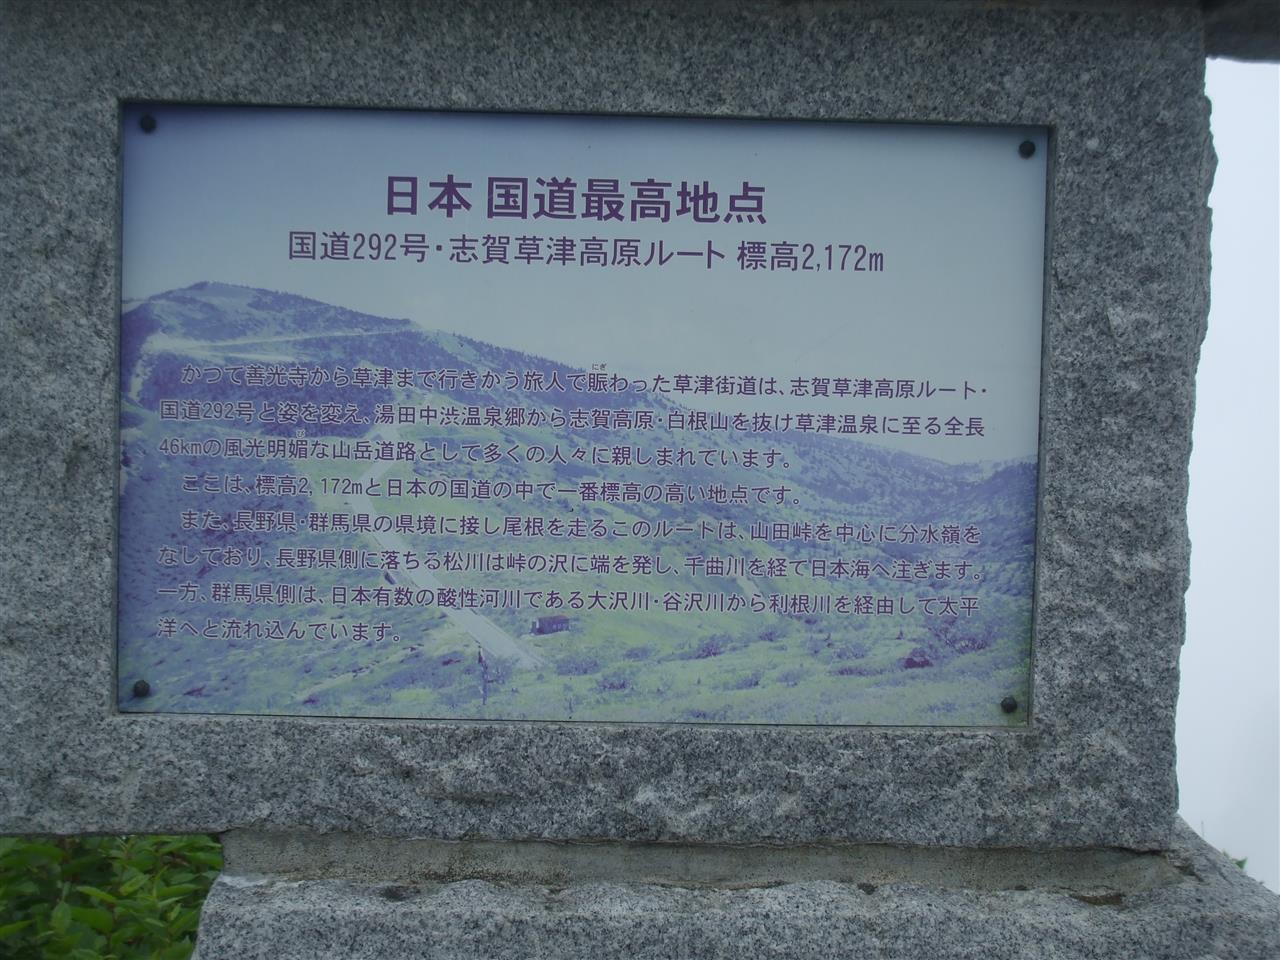 日本 国道最高地点
国道292号・志賀草津高原ルート 標高2,172m
かつて善光寺から草津まで行きかう旅人で賑わった草津街道は、志賀草津高原ルート・
国道292号と姿を変え、湯田中渋温泉郷から志賀高原・白根山を抜け草津温泉に至る全長
46kmの風光明媚な山岳道路として多くの人々に親しまれています。
ここは、標高2,172mと日本の国道の中で一番標高の高い地点です。
また、長野県・群馬県の県境に接し尾根を走るこのルートは、山田峠を中心に分水嶺を
なしており、長野県側に落ちる松川は峠の沢に端を発し、千曲川を経て日本海へ注ぎます。
一方、群馬県側は、日本有数の酸性河川である大沢川・谷沢川から利根川を経由して太平
洋へと流れ込んでいます。